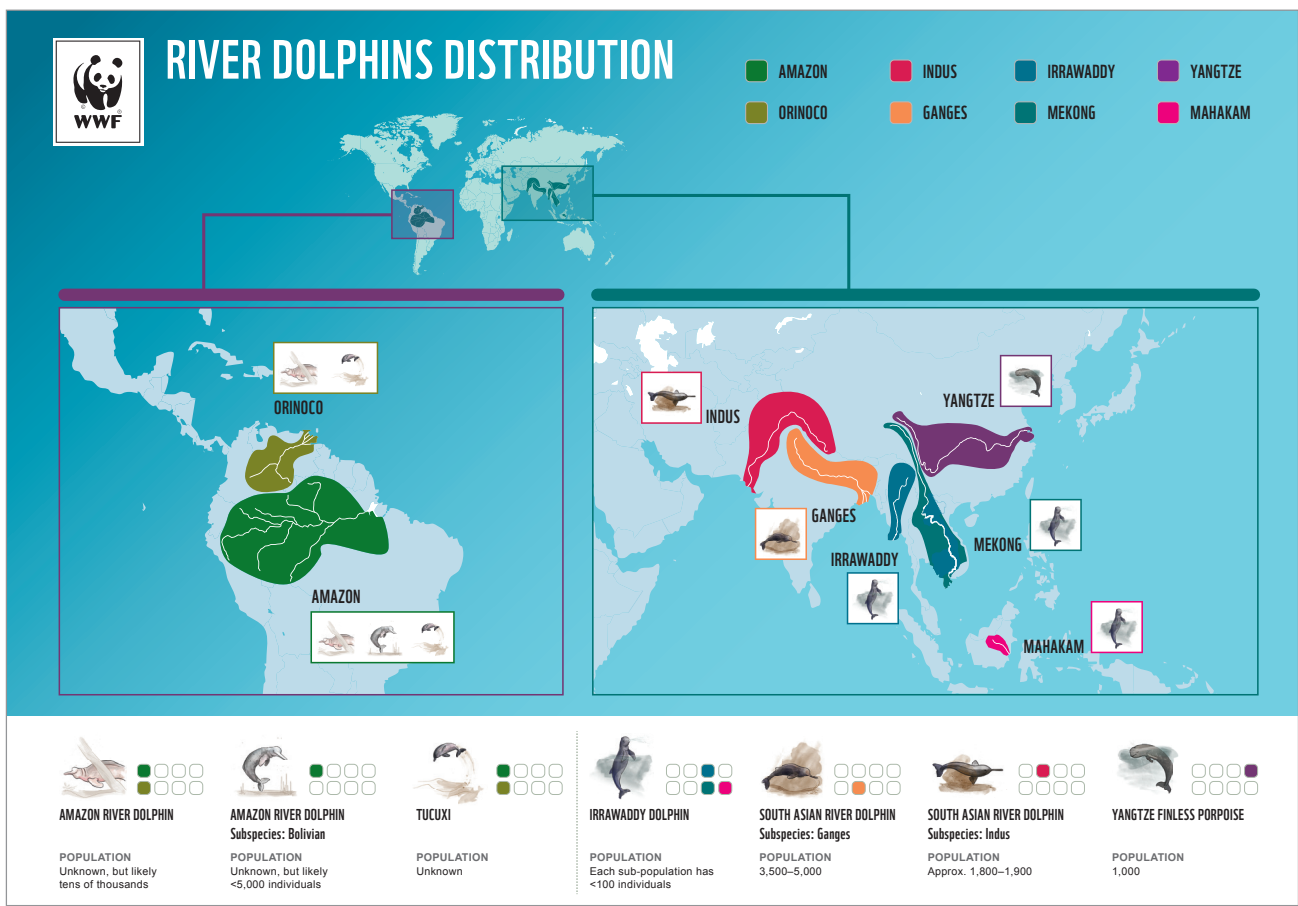 WWF
RIVER DOLPHINS DISTRIBUTION
AMAZON
INDUS
IRRAWADDY
YANGTZE
ORINOCO
GANGES
MEKONG
MAHAKAM
ORINOCO
AMAZON
INDUS
YANGTZE
GANGES
IRRAWADDY
MEKONG
MAHAKAM
AMAZON RIVER DOLPHIN
POPULATION
Unknown, but likely
tens of thousands
AMAZON RIVER DOLPHIN
Subspecies: Bolivian
POPULATION
Unknown, but likely
<5,000 individuals
TUCUXI
POPULATION
Unknown
IRRAWADDY DOLPHIN
POPULATION
Each sub-population has
<100 individuals
SOUTH ASIAN RIVER DOLPHIN
Subspecies: Ganges
POPULATION
3,500–5,000
SOUTH ASIAN RIVER DOLPHIN
Subspecies: Indus
POPULATION
Approx. 1,800–1,900
YANGTZE FINLESS PORPOISE
POPULATION
1,000